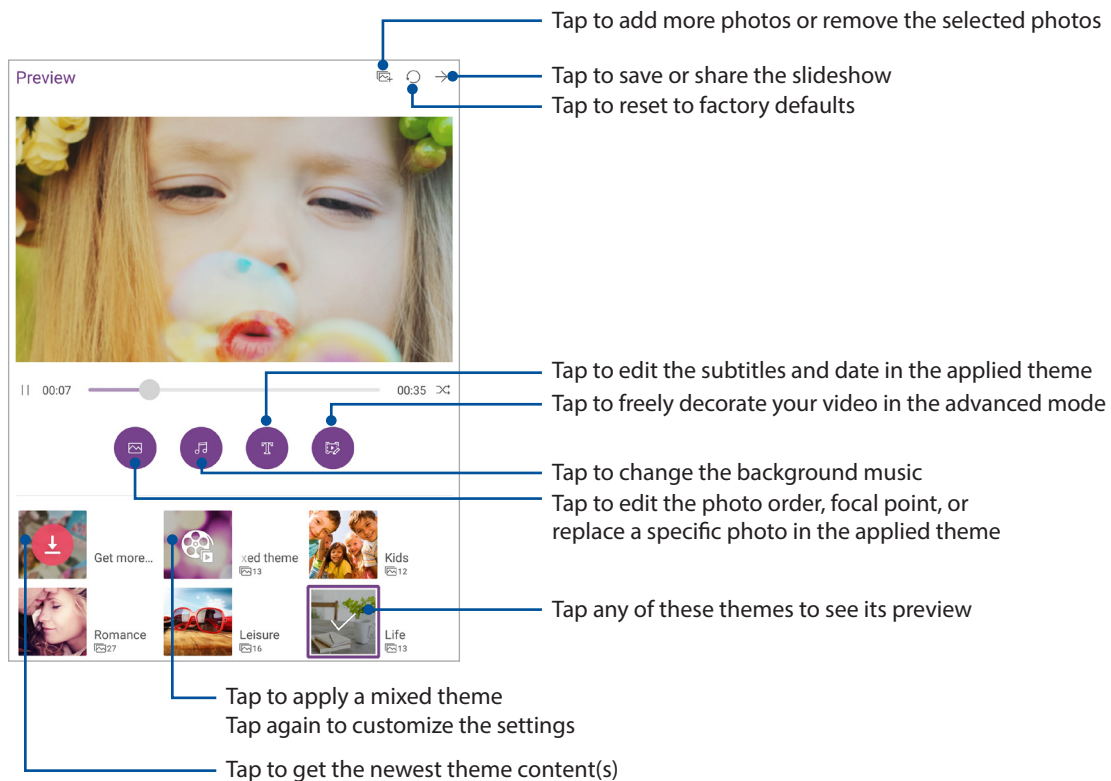 Tap to add more photos or remove the selected photos
Preview
Tap to save or share the slideshow
Tap to reset to factory defaults
Tap to edit the subtitles and date in the applied theme
00:07
00:35
Tap to freely decorate your video in the advanced mode
T
Tap to change the background music
Tap to edit the photo order, focal point, or
replace a specific photo in the applied theme
Get more...
xed theme
13
Kids
12
Tap any of these themes to see its preview
Romance
27
Leisure
16
Life
13
Tap to apply a mixed theme
Tap again to customize the settings
Tap to get the newest theme content(s)